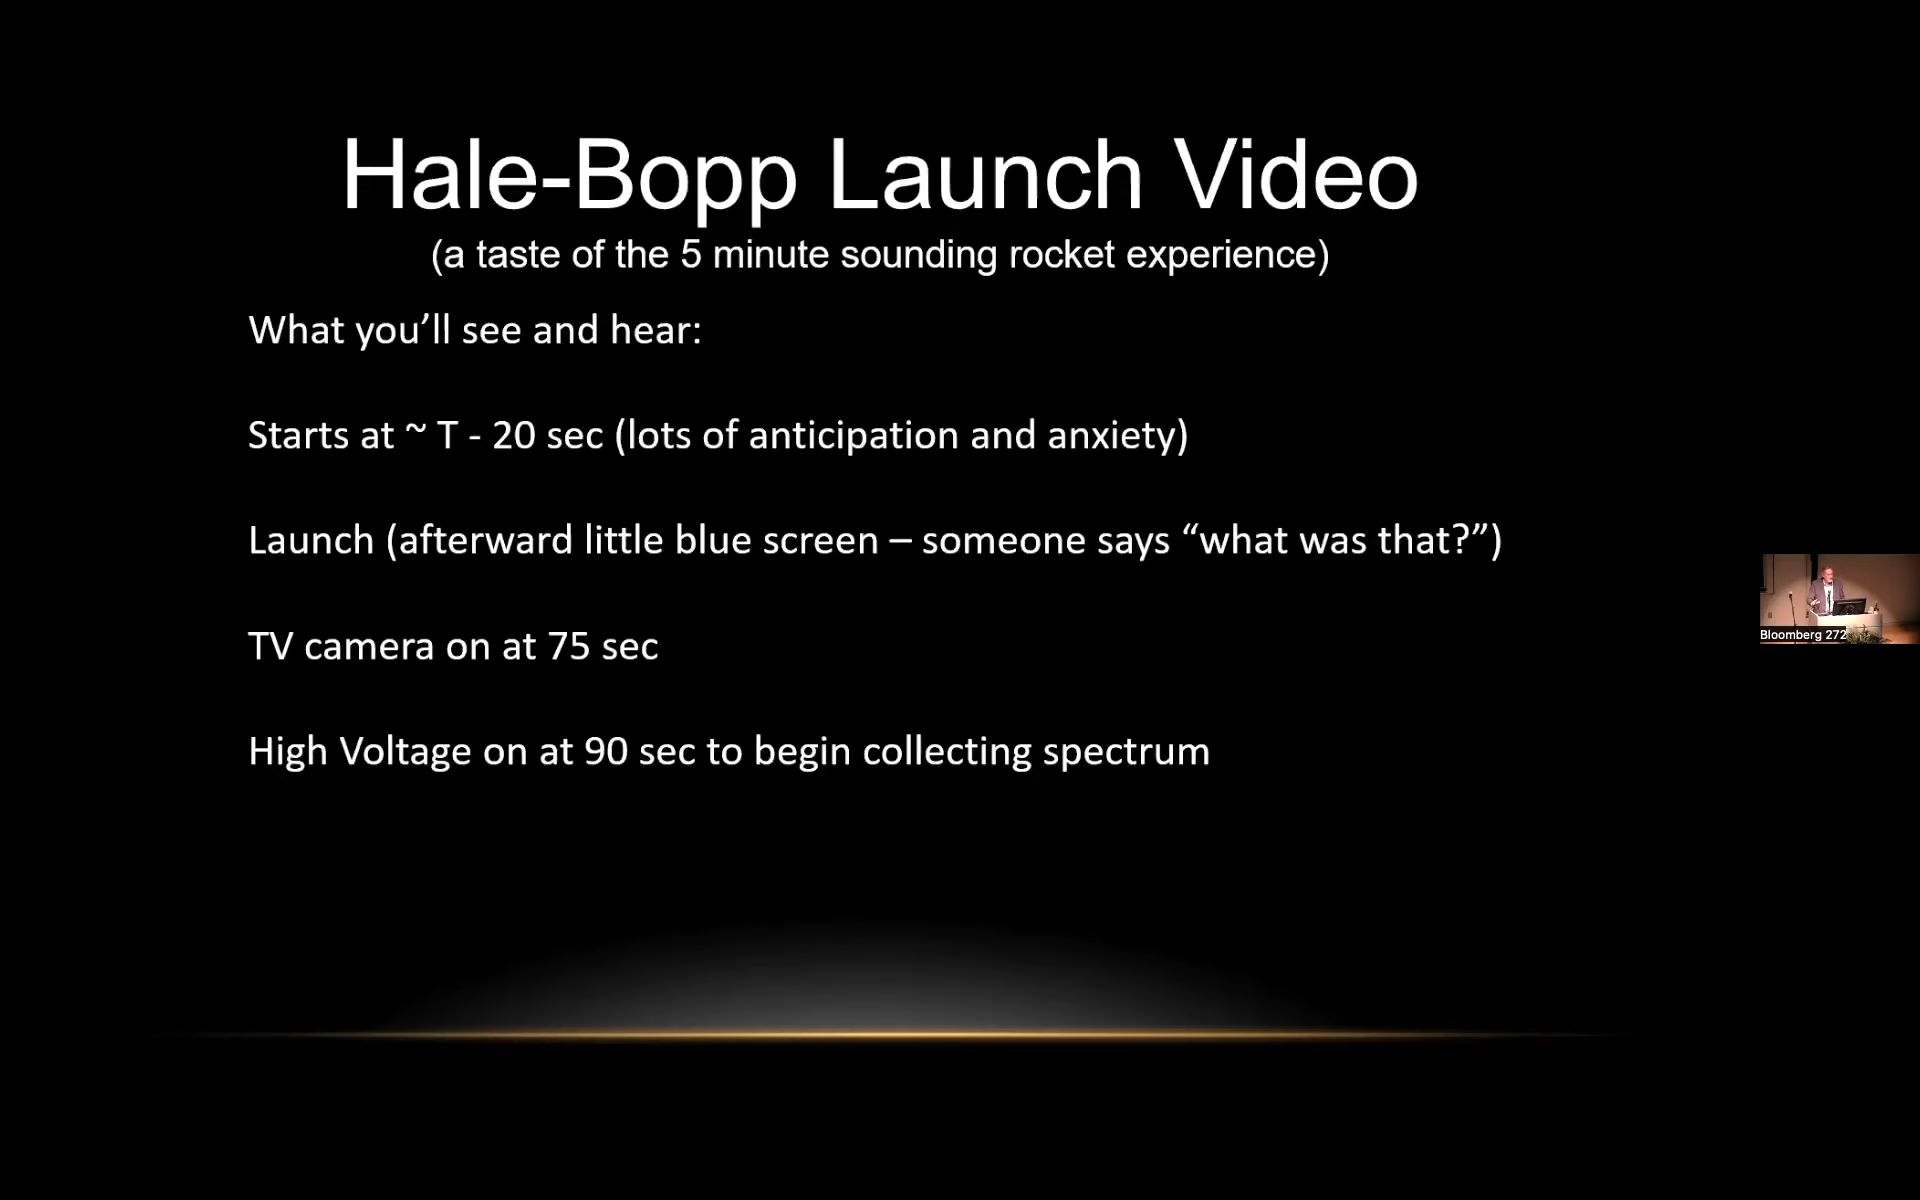 Hale-Bopp Launch Video
(a taste of the 5 minute sounding rocket experience)
What you’ll see and hear:
Starts at ~ T - 20 sec (lots of anticipation and anxiety)
Launch (afterward little blue screen – someone says “what was that?”)
TV camera on at 75 sec
Bloomberg 272
High Voltage on at 90 sec to begin collecting spectrum